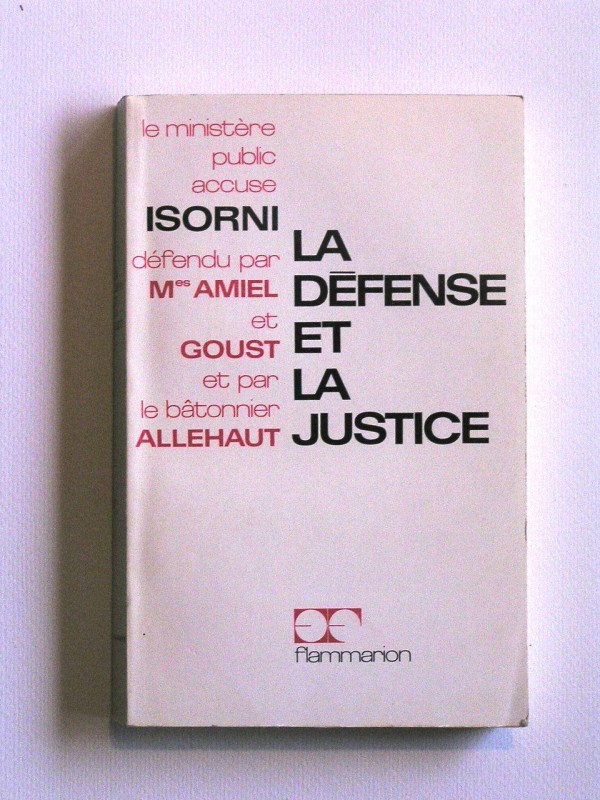 le ministère
public
accuse
ISORNI
défendu par
Mes AMIEL
et
GOUST
et par
le bâtonnier
ALLEHAUT
LA
DÉFENSE
ET
LA
JUSTICE
flammarion